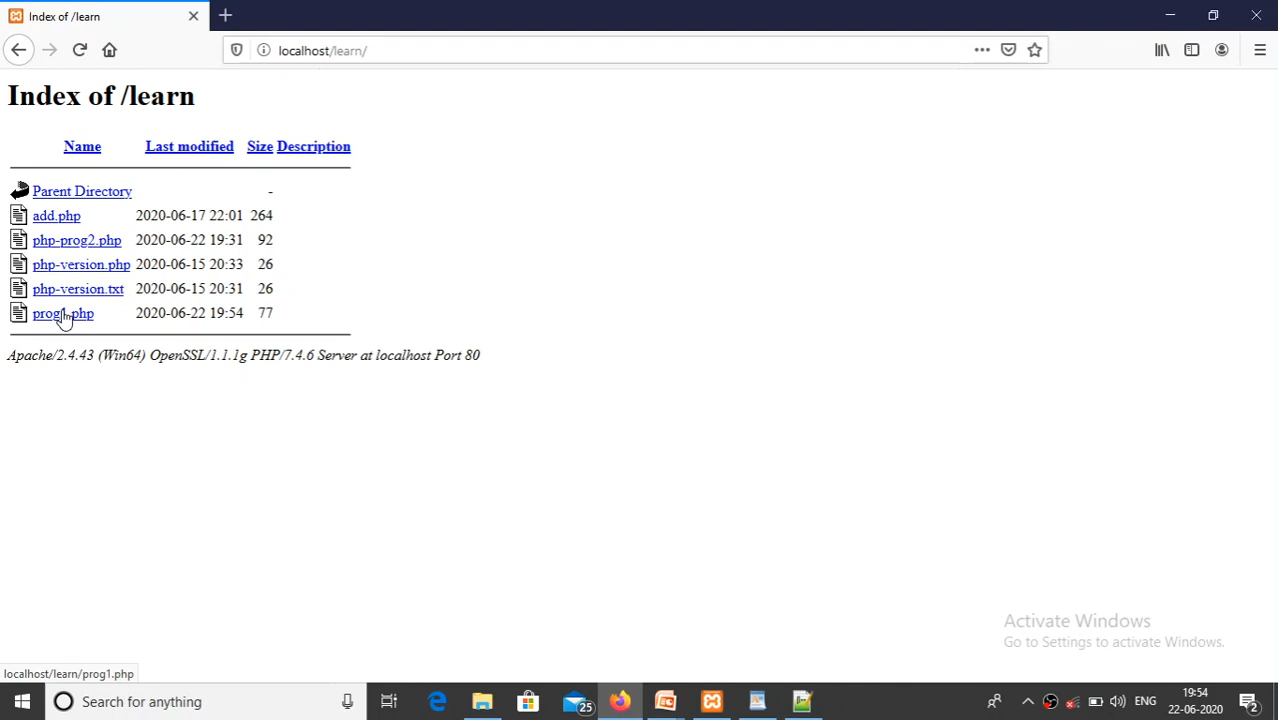 Index of /learn
localhost/learn/
Index of /learn
Name Last modified Size Description
Parent Directory -
add.php 2020-06-17 22:01 264
php-prog2.php 2020-06-22 19:31 92
php-version.php 2020-06-15 20:33 26
php-version.txt 2020-06-15 20:31 26
prog1.php 2020-06-22 19:54 77
Apache/2.4.43 (Win64) OpenSSL/1.1.1g PHP/7.4.6 Server at localhost Port 80
Activate Windows
Go to Settings to activate Windows.
localhost/learn/prog1.php
Search for anything
25
ENG
19:54
22-06-2020
2